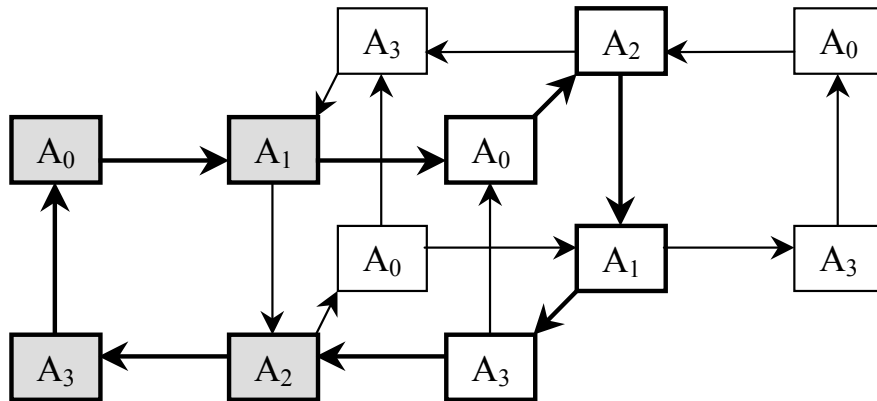 A₃ A₂ A₀
A₀ A₁ A₀
A₀ A₁ A₃
A₃ A₂ A₃